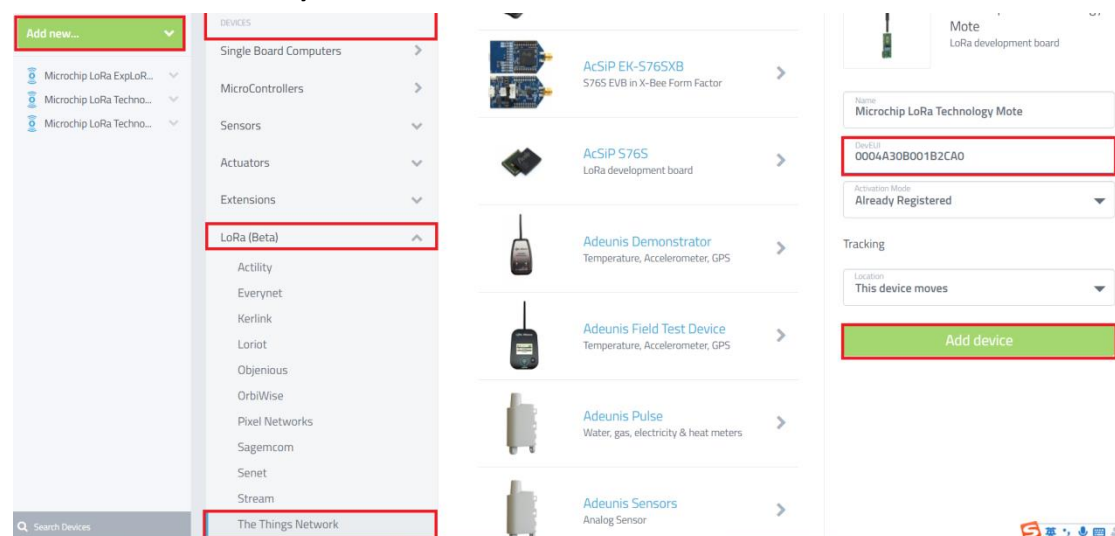 Add new...
Microchip LoRa ExpLoR...
Microchip LoRa Techno...
Microchip LoRa Techno...
Search Devices
DEVICES
Single Board Computers
MicroControllers
Sensors
Actuators
Extensions
LoRa (Beta)
Actility
Everynet
Kerlink
Loriot
Objenious
OrbiWise
Pixel Networks
Sagemcom
Senet
Stream
The Things Network
AcSiP EK-S76SXB
S76S EVB in X-Bee Form Factor
AcSiP S76S
LoRa development board
Adeunis Demonstrator
Temperature, Accelerometer, GPS
Adeunis Field Test Device
Temperature, Accelerometer, GPS
Adeunis Pulse
Water, gas, electricity & heat meters
Adeunis Sensors
Analog Sensor
Mote
LoRa development board
Name
Microchip LoRa Technology Mote
DevEUI
0004A30B001B2CA0
Activation Mode
Already Registered
Tracking
Location
This device moves
Add device
英